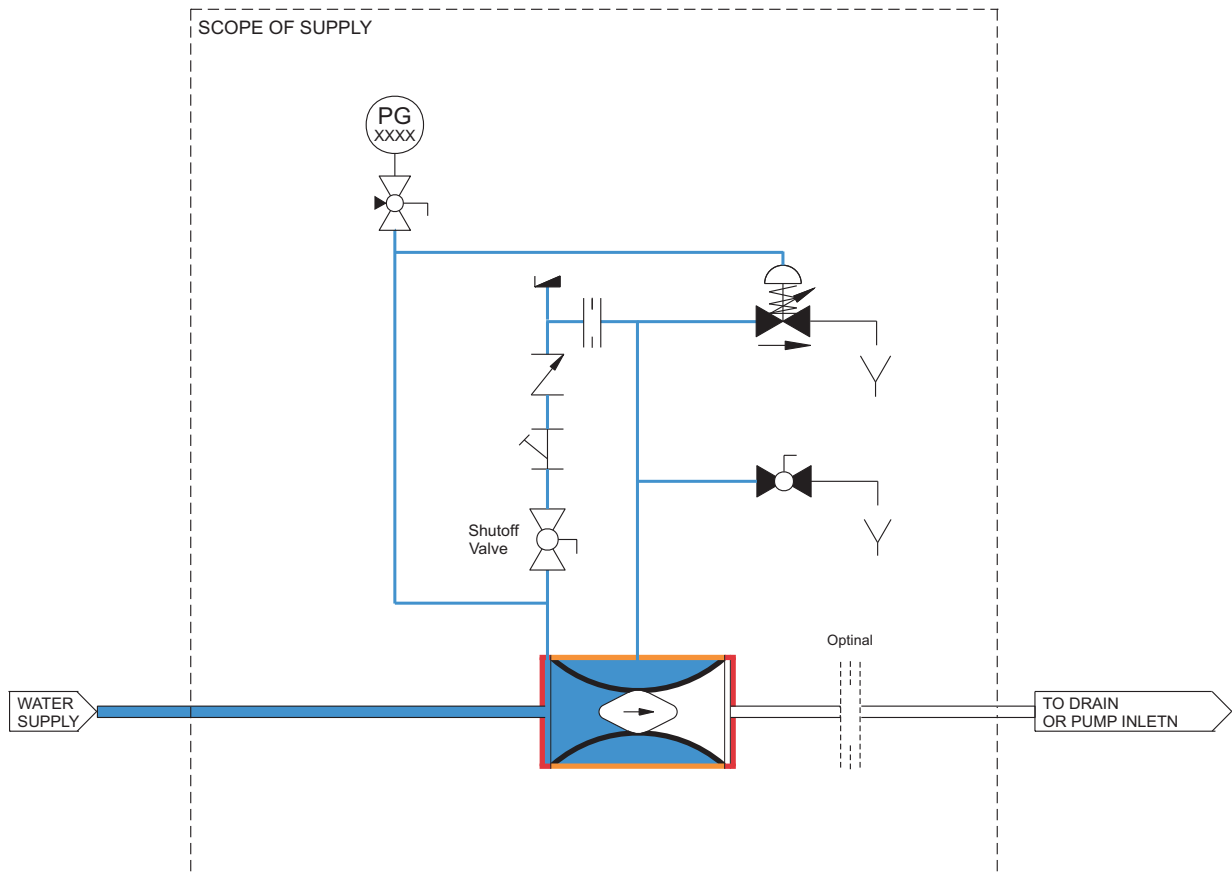 SCOPE OF SUPPLY
PG
XXXX
Shutoff
Valve
Optinal
WATER
SUPPLY
TO DRAIN
OR PUMP INLETN